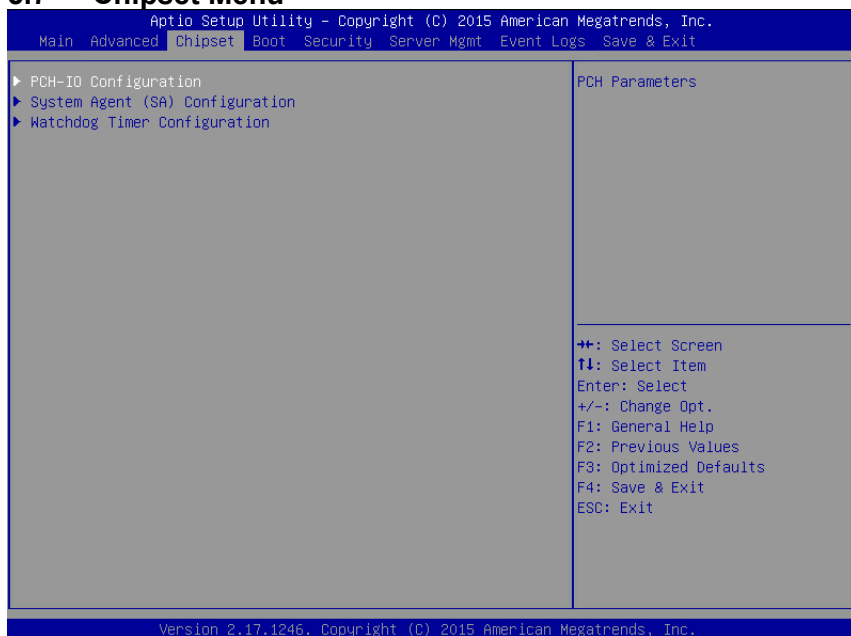 Chipset Menu
Aptio Setup Utility – Copyright (C) 2015 American Megatrends, Inc.
Main Advanced Chipset Boot Security Server Mgmt Event Logs Save & Exit
▶ PCH-IO Configuration
▶ System Agent (SA) Configuration
▶ Watchdog Timer Configuration
PCH Parameters
→←: Select Screen
↑↓: Select Item
Enter: Select
+/-: Change Opt.
F1: General Help
F2: Previous Values
F3: Optimized Defaults
F4: Save & Exit
ESC: Exit
Version 2.17.1246. Copyright (C) 2015 American Megatrends, Inc.